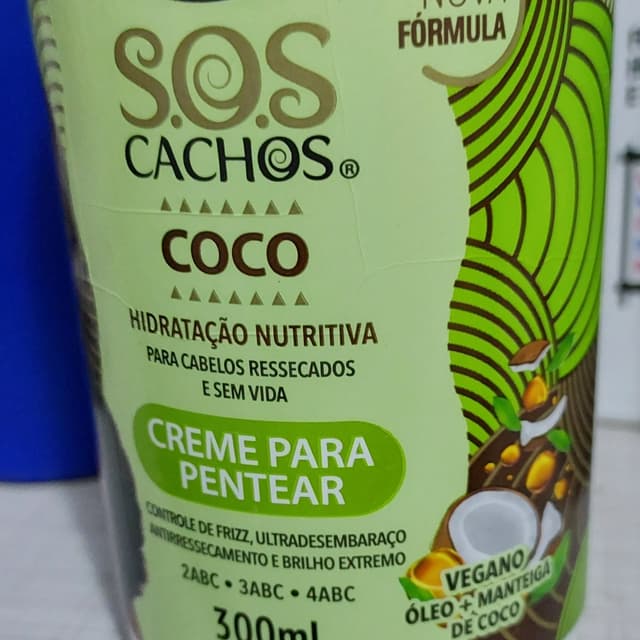 NOVA
FÓRMULA
S.O.S
CACHOS®
COCO
HIDRATAÇÃO NUTRITIVA
PARA CABELOS RESSECADOS
E SEM VIDA
CREME PARA
PENTEAR
CONTROLE DE FRIZZ, ULTRADESEMBARAÇO
ANTIRRESSECAMENTO E BRILHO EXTREMO
2ABC • 3ABC • 4ABC
300ml
VEGANO
ÓLEO + MANTEIGA
DE COCO